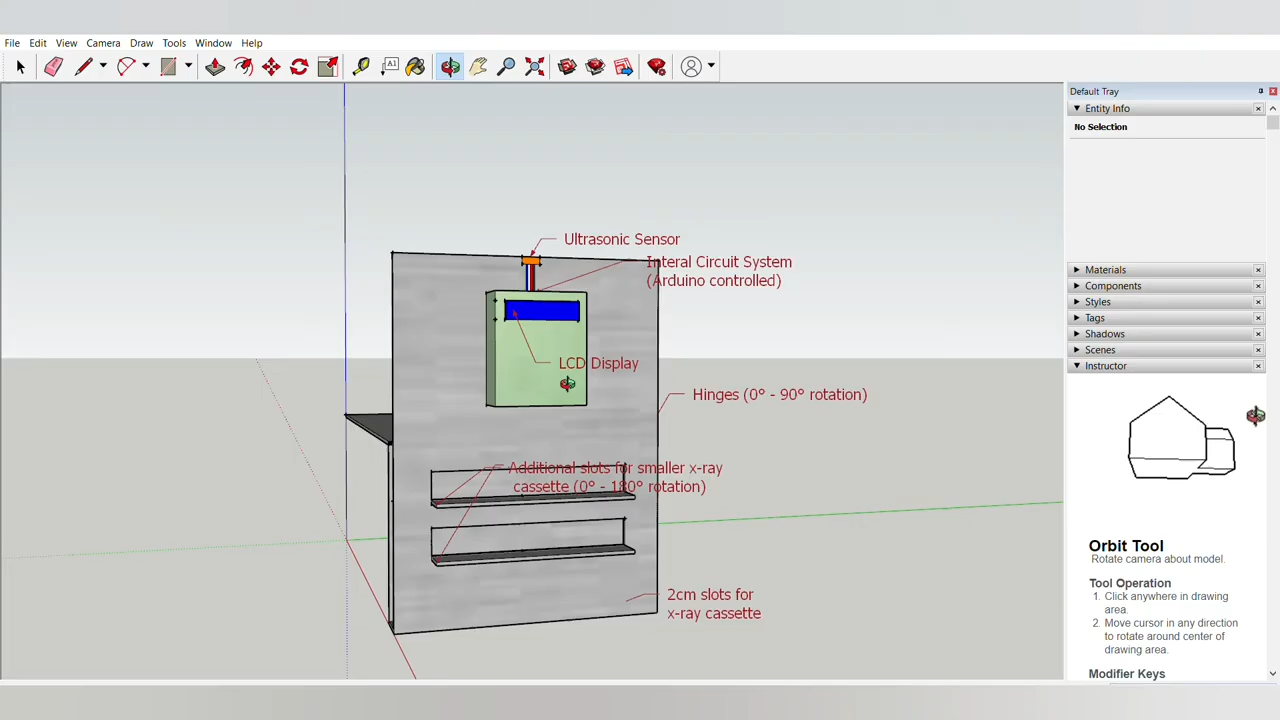 File Edit View Camera Draw Tools Window Help
A1
Default Tray
Entity Info
No Selection
Ultrasonic Sensor
Interal Circuit System
(Arduino controlled)
LCD Display
Hinges (0° - 90° rotation)
Additional slots for smaller x-ray
cassette (0° - 180° rotation)
2cm slots for
x-ray cassette
Materials
Components
Styles
Tags
Shadows
Scenes
Instructor
Orbit Tool
Rotate camera about model.
Tool Operation
1. Click anywhere in drawing
area.
2. Move cursor in any direction
to rotate around center of
drawing area.
Modifier Keys